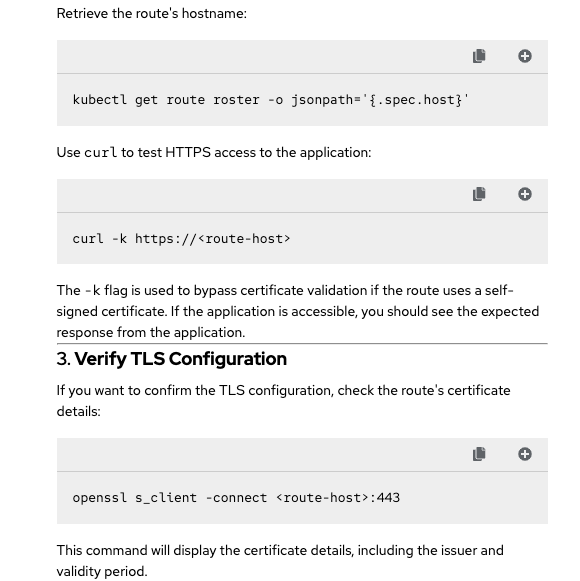 Retrieve the route's hostname:
kubectl get route roster -o jsonpath='{.spec.host}'
Use curl to test HTTPS access to the application:
curl -k https://<route-host>
The -k flag is used to bypass certificate validation if the route uses a self-
signed certificate. If the application is accessible, you should see the expected
response from the application.
3. Verify TLS Configuration
If you want to confirm the TLS configuration, check the route's certificate
details:
openssl s_client -connect <route-host>:443
This command will display the certificate details, including the issuer and
validity period.